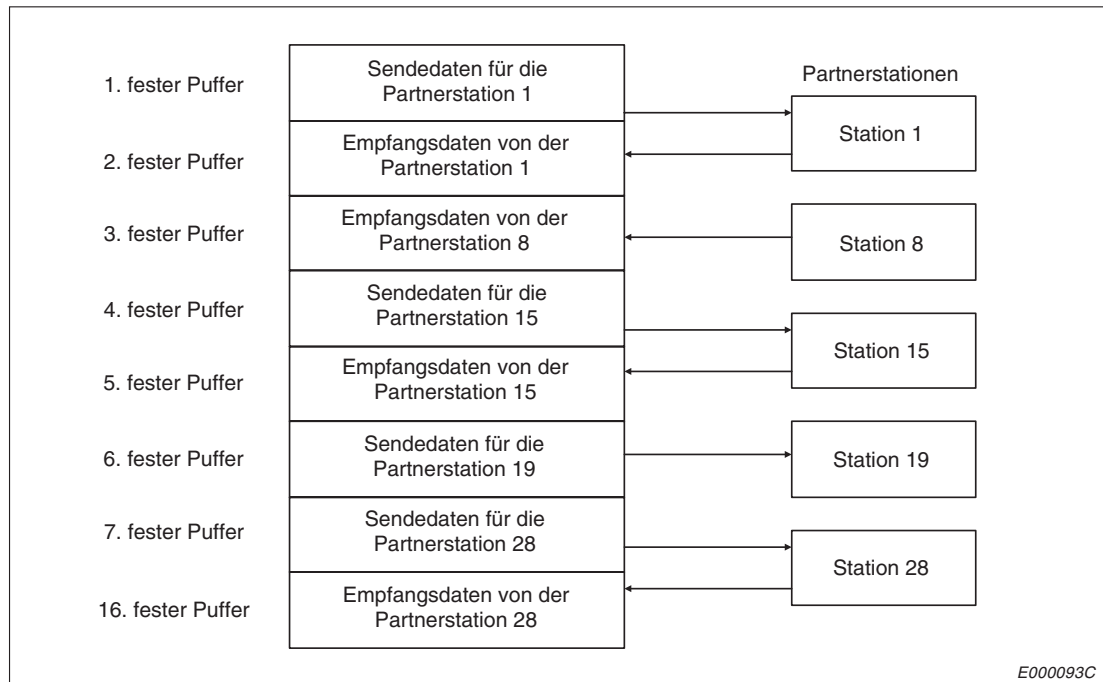 1. fester Puffer
Sendedaten für die
Partnerstation 1
Partnerstationen
Station 1
2. fester Puffer
Empfangsdaten von der
Partnerstation 1
3. fester Puffer
Empfangsdaten von der
Partnerstation 8
Station 8
4. fester Puffer
Sendedaten für die
Partnerstation 15
Station 15
5. fester Puffer
Empfangsdaten von der
Partnerstation 15
6. fester Puffer
Sendedaten für die
Partnerstation 19
Station 19
7. fester Puffer
Sendedaten für die
Partnerstation 28
Station 28
16. fester Puffer
Empfangsdaten von der
Partnerstation 28
E000093C